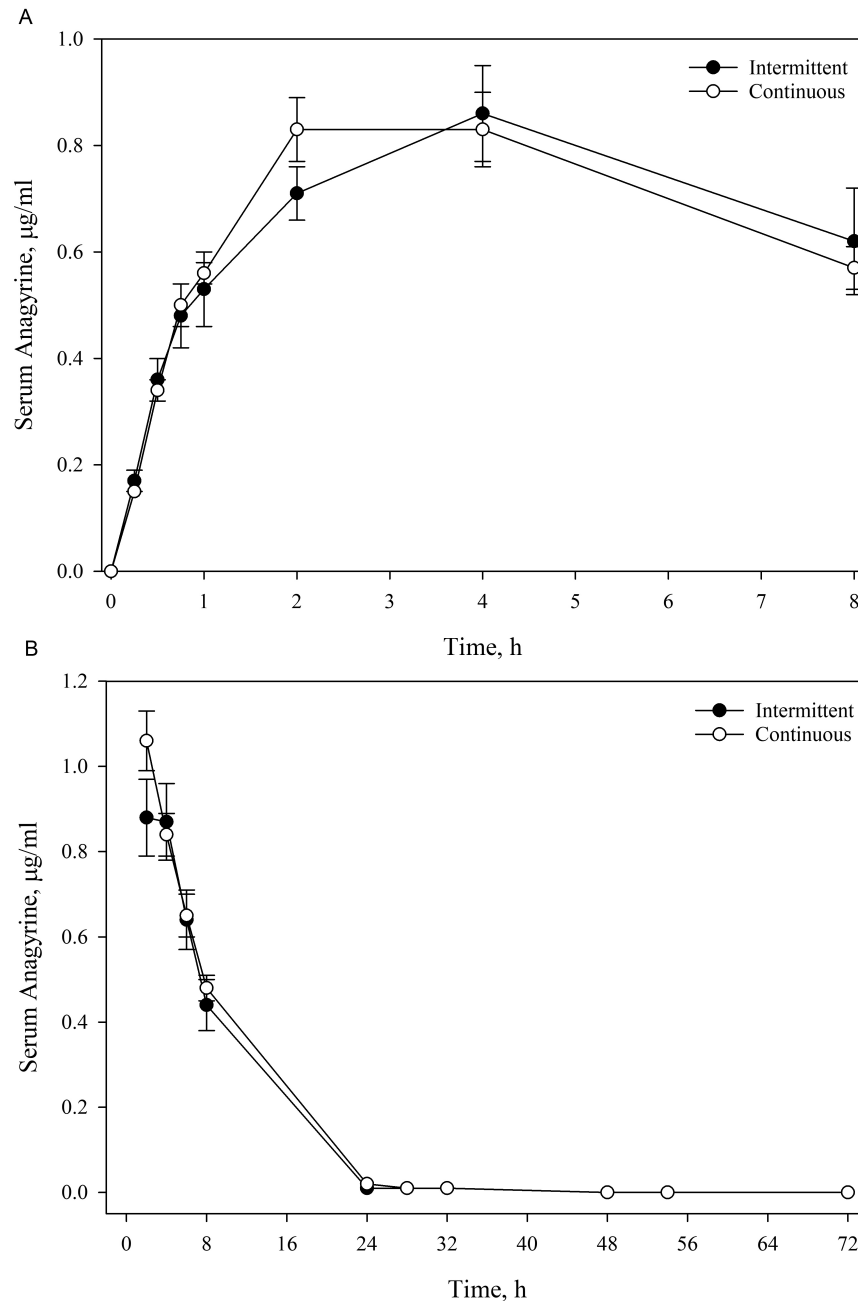 A
1.0
Intermittent
Continuous
0.8
0.6
0.4
0.2
0.0
Serum Anagyrine, µg/ml
0 1 2 3 4 5 6 7 8
Time, h
B
1.2
Intermittent
Continuous
1.0
0.8
0.6
0.4
0.2
0.0
Serum Anagyrine, µg/ml
0 8 16 24 32 40 48 56 64 72
Time, h